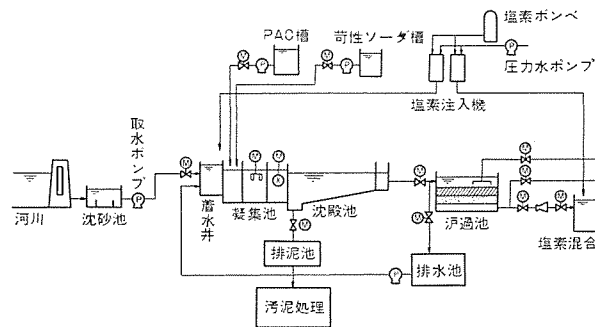 塩素ボンベ
PAC槽
苛性ソーダ槽
M
P
M
P
P
圧力水ポンプ
塩素注入機
取水ポンプ
M
M
M
K
M
M
M
河川
沈砂池
P
着水井
凝集池
沈殿池
M
M
沪過池
M
M
塩素混合
排泥池
P
排水池
汚泥処理